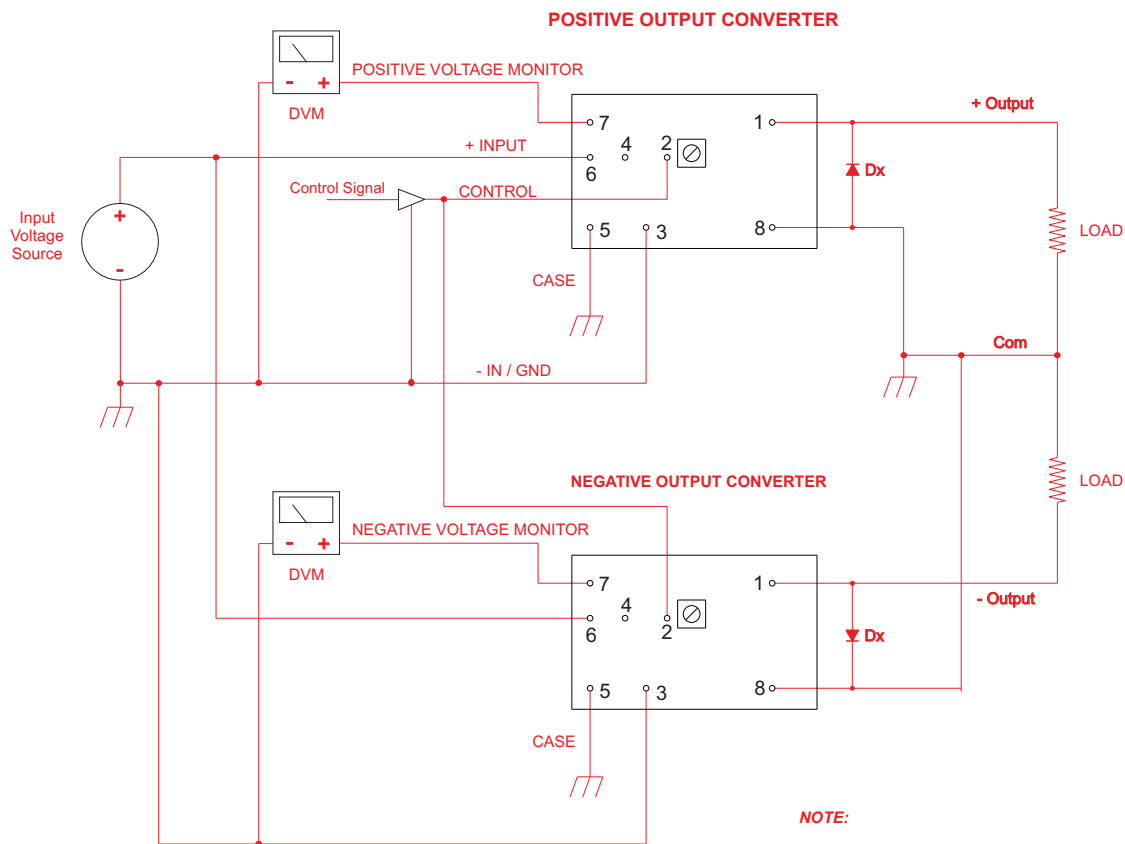 POSITIVE OUTPUT CONVERTER
POSITIVE VOLTAGE MONITOR
- +
DVM
+ Output
7
1
+ INPUT
4
2
6
Dx
Control Signal
CONTROL
Input
Voltage
Source
+
-
5
3
8
LOAD
CASE
Com
- IN / GND
NEGATIVE OUTPUT CONVERTER
LOAD
NEGATIVE VOLTAGE MONITOR
- +
DVM
7
1
- Output
4
2
6
Dx
5
3
8
CASE
NOTE: